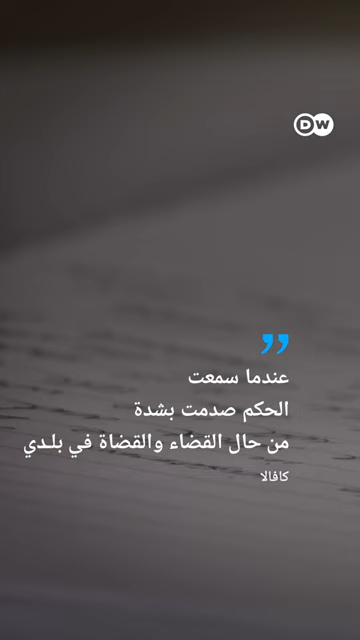 DW
”
عندما سمعت
الحكم صدمت بشدة
من حال القضاء والقضاة في بلدي
كافالا